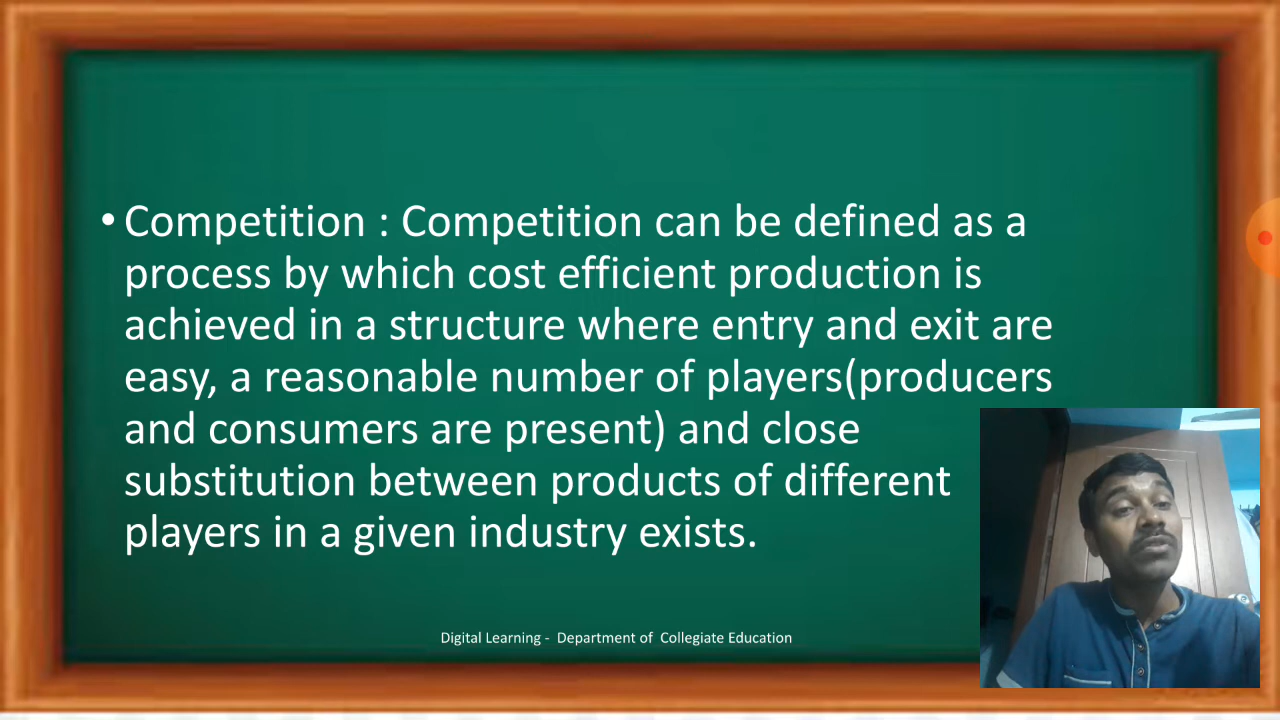 • Competition : Competition can be defined as a
process by which cost efficient production is
achieved in a structure where entry and exit are
easy, a reasonable number of players(producers
and consumers are present) and close
substitution between products of different
players in a given industry exists.
Digital Learning - Department of Collegiate Education